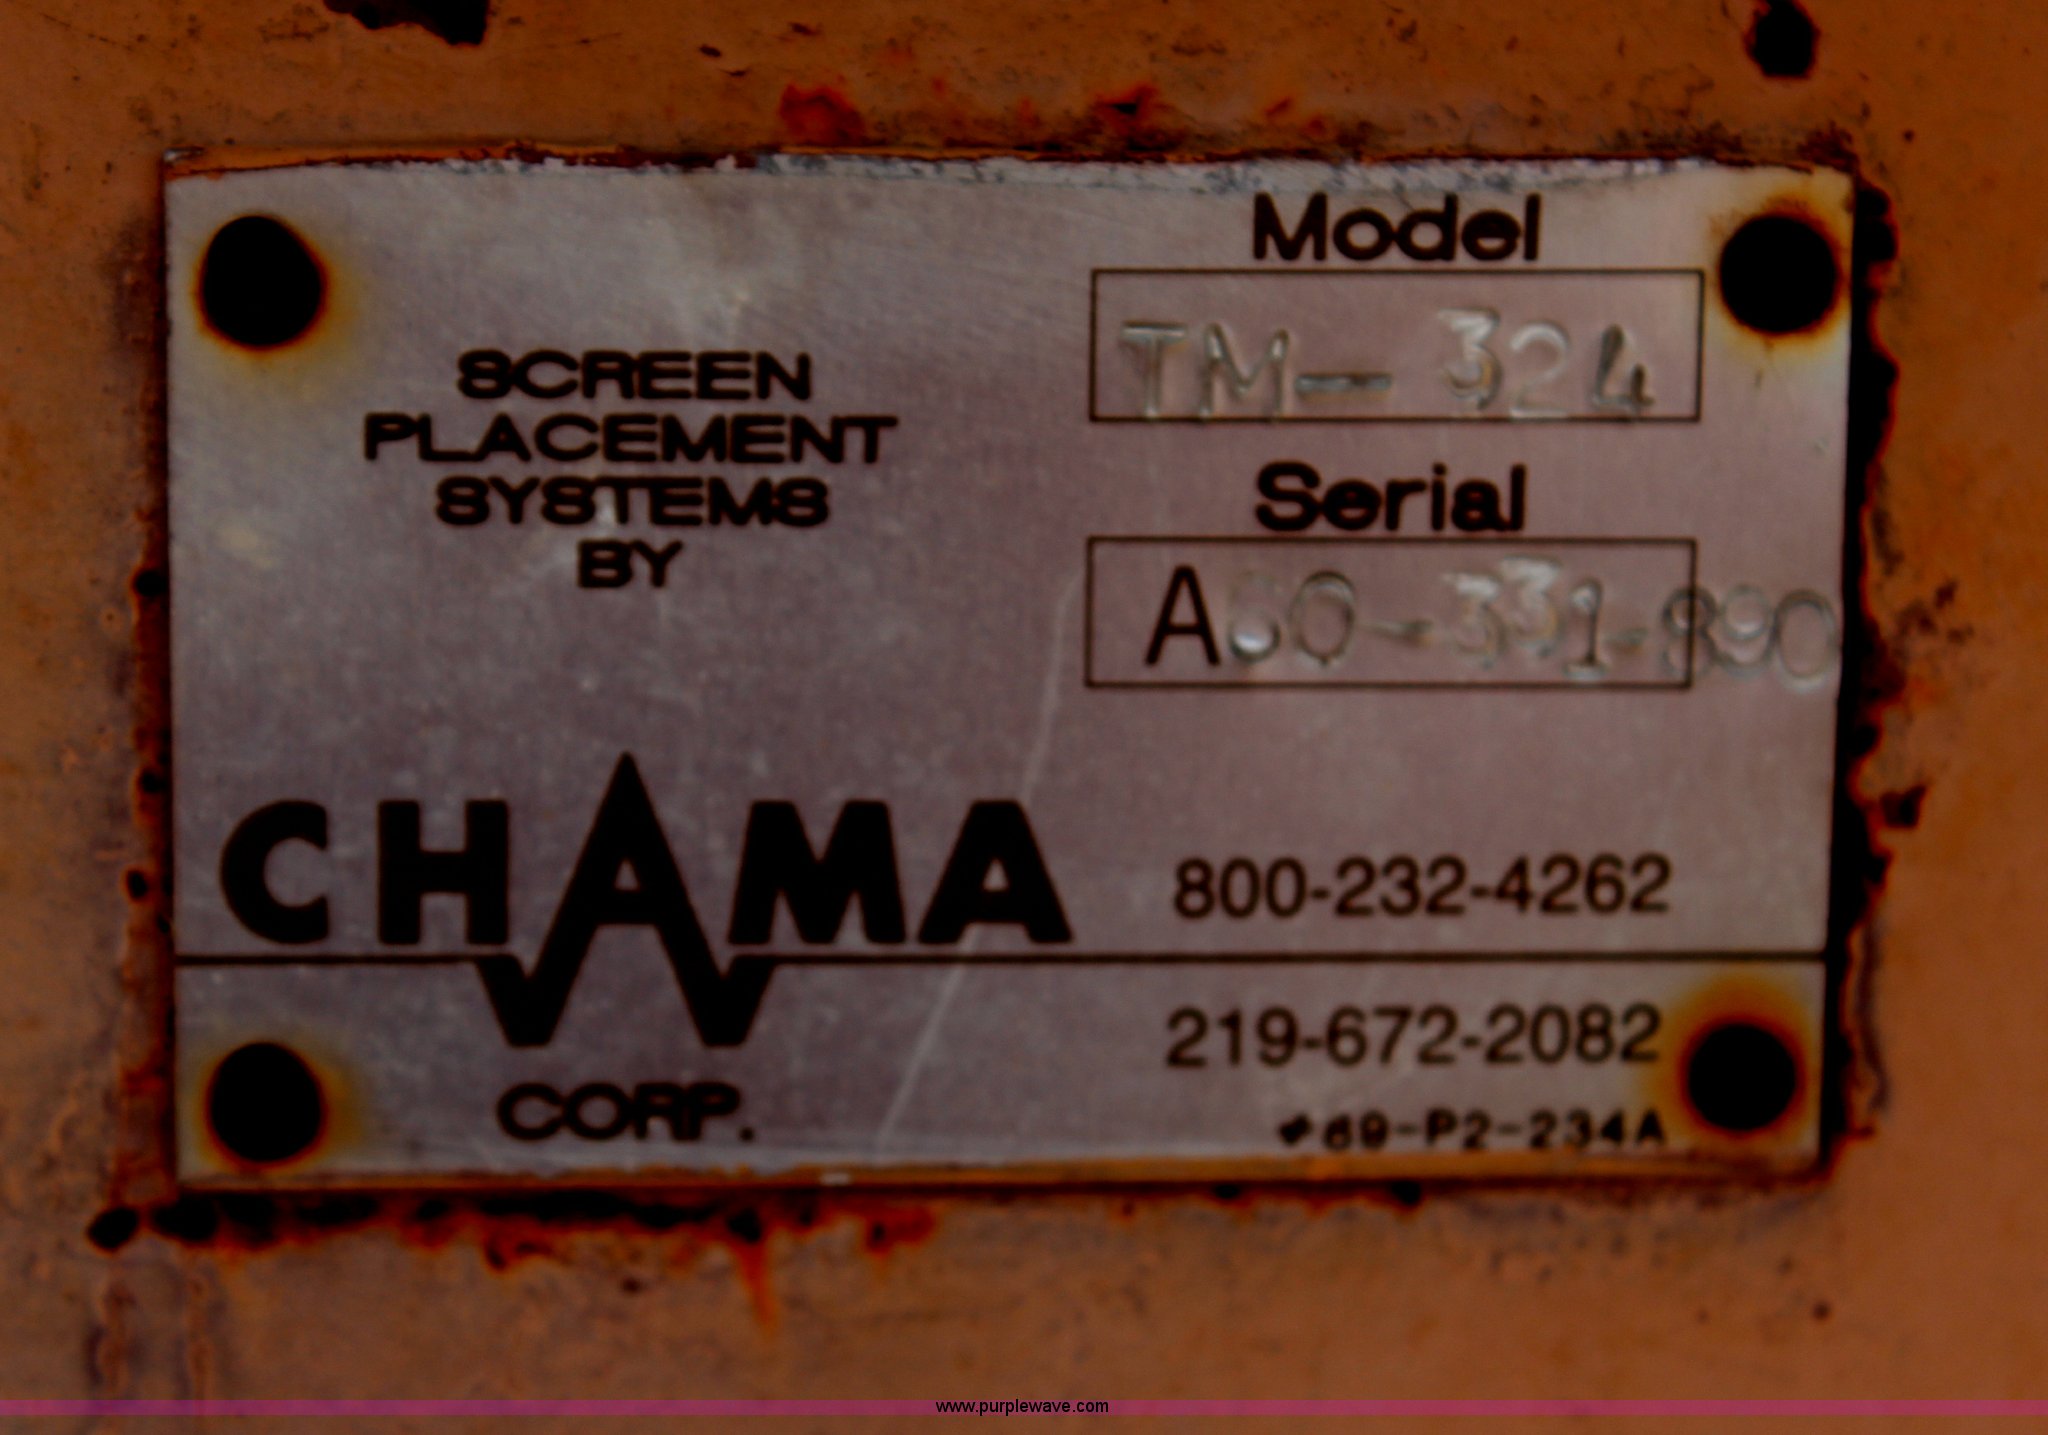 SCREEN
PLACEMENT
SYSTEMS
BY
CHAMA
CORP.
Model
TM-324
Serial
A60-331-890
800-232-4262
219-672-2082
69-P2-234A
www.purplewave.com